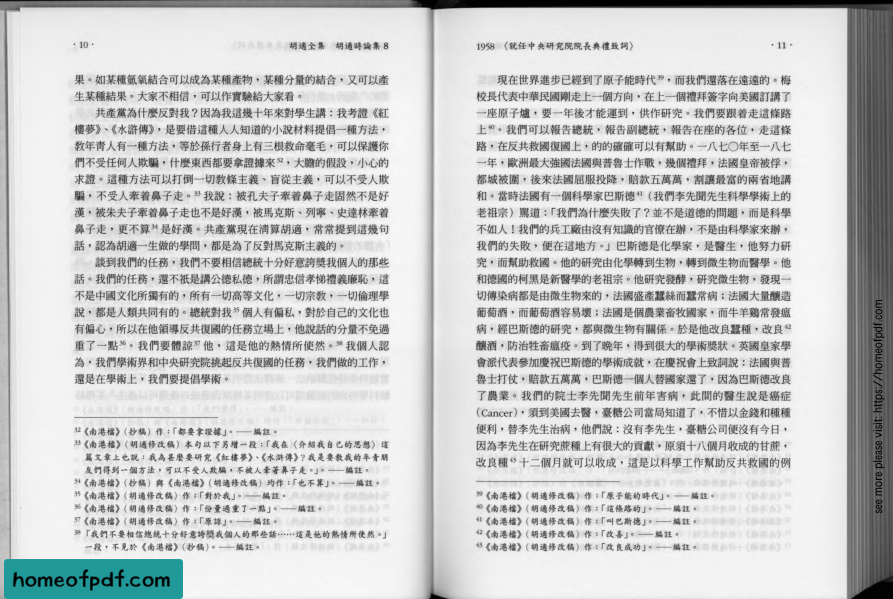 ·10·
胡適全集 胡適時論集 8
果。如某種氫氧結合可以成為某種產物，某種分量的結合，又可以產
生某種結果。大家不相信，可以作實驗給大家看。
共產黨為什麼反對我？因為我這幾十年來對學生講：我考證《紅
樓夢》、《水滸傳》，是要借這種人人知道的小說材料提倡一種方法，
教年青人有一種方法，等於孫行者身上有三根救命毫毛，可以保護你
們不受任何人欺騙，什麼東西都要拿證據來³²，大膽的假設，小心的
求證。這種方法可以打倒一切教條主義、盲從主義，可以不受人欺
騙，不受人牽着鼻子走。³³我說：被孔夫子牽着鼻子走固然不是好
漢，被朱夫子牽着鼻子走也不是好漢，被馬克斯、列寧、史達林牽着
鼻子走，更不算³⁴是好漢。共產黨現在清算胡適，常常提到這幾句
話，認為胡適一生做的學問，都是為了反對馬克斯主義的。
談到我們的任務，我們不要相信總統十分好意誇獎我個人的那些
話。我們的任務，還不祇是講公德私德，所謂忠信孝悌禮義廉恥，這
不是中國文化所獨有的，所有一切高等文化，一切宗教，一切倫理學
說，都是人類共同有的。總統對我³⁵個人有偏私，對於自己的文化也
有偏心，所以在他領導反共復國的任務立場上，他說話的分量不免過
重了一點³⁶。我們要體諒³⁷他，這是他的熱情所使然。³⁸我個人認
為，我們學術界和中央研究院挑起反共復國的任務，我們做的工作，
還是在學術上，我們要提倡學術。
³²《南港檔》（抄稿）作：「都要拿證據」。——編註。
³³《南港檔》（胡適修改稿）本句以下另增一段：「我在〈介紹我自己的思想〉這
篇文章上也說：我為甚麼要研究《紅樓夢》、《水滸傳》？我是要教我的年青朋
友們得到一個方法，可以不受人欺騙，不被人牽著鼻子走。」。——編註。
³⁴《南港檔》（抄稿）與《南港檔》（胡適修改稿）均作：「也不算」。——編註。
³⁵《南港檔》（胡適修改稿）作：「對於我」。——編註。
³⁶《南港檔》（胡適修改稿）作：「份量過重了一點」。——編註。
³⁷《南港檔》（胡適修改稿）作：「原諒」。——編註。
³⁸「我們不要相信總統十分好意誇獎我個人的那些話……這是他的熱情所使然。」
一段，不見於《南港檔》（抄稿）。——編註。
1958 〈就任中央研究院院長典禮致詞〉
·11·
現在世界進步已經到了原子能時代³⁹，而我們還落在遠遠的。梅
校長代表中華民國剛走上一個方向，在上一個禮拜簽字向美國訂講了
一座原子爐，要一年後才能運到，供作研究。我們要跟着走這條路
上⁴⁰。我們可以報告總統，報告副總統，報告在座的各位，走這條
路，在反共救國復國上，的的確確可以有幫助。一八七〇年至一八七
一年，歐洲最大強國法國與普魯士作戰，幾個禮拜，法國皇帝被俘，
都城被圍，後來法國屈服投降，賠款五萬萬，割讓最富的兩省地講
和。當時法國有一個科學家巴斯德⁴¹（我們李先聞先生科學學術上的
老祖宗）罵道：「我們為什麼失敗了？並不是道德的問題，而是科學
不如人！我們的兵工廠由沒有知識的官僚在辦，不是由科學家來辦，
我們的失敗，便在這地方。」巴斯德是化學家，是醫生，他努力研
究，而幫助救國。他的研究由化學轉到生物，轉到微生物而醫學。他
和德國的柯黑是新醫學的老祖宗。他研究發酵，研究微生物，發現一
切傳染病都是由微生物來的，法國盛產蠶絲而蠶常病；法國大量釀造
葡萄酒，而葡萄酒容易壞；法國是個農業畜牧國家，而牛羊雞常發瘟
病，經巴斯德的研究，都與微生物有關係。於是他改良蠶種，改良⁴²
釀酒，防治牲畜瘟疫。到了晚年，得到很大的學術獎狀。英國皇家學
會派代表參加慶祝巴斯德的學術成就，在慶祝會上致詞說：法國與普
魯士打仗，賠款五萬萬，巴斯德一個人替國家還了，因為巴斯德改良
了農業。我們的院士李先聞先生前年害病，此間的醫生說是癌症
(Cancer)，須到美國去醫，臺糖公司當局知道了，不惜以金錢和種種
便利，替李先生治病，他們說：沒有李先生，臺糖公司便沒有今日，
因為李先生在研究蔗種上有很大的貢獻，原須十八個月收成的甘蔗，
改良種⁴³十二個月就可以收成，這是以科學工作幫助反共救國的例
³⁹《南港檔》（胡適修改稿）作：「原子能的時代」。——編註。
⁴⁰《南港檔》（胡適修改稿）作：「這條路的」。——編註。
⁴¹《南港檔》（胡適修改稿）作：「叫巴斯德」。——編註。
⁴²《南港檔》（胡適修改稿）作：「改善」。——編註。
⁴³《南港檔》（胡適修改稿）作：「改良成功」。——編註。
see more please visit: https://homeofpdf.com
homeofpdf.com